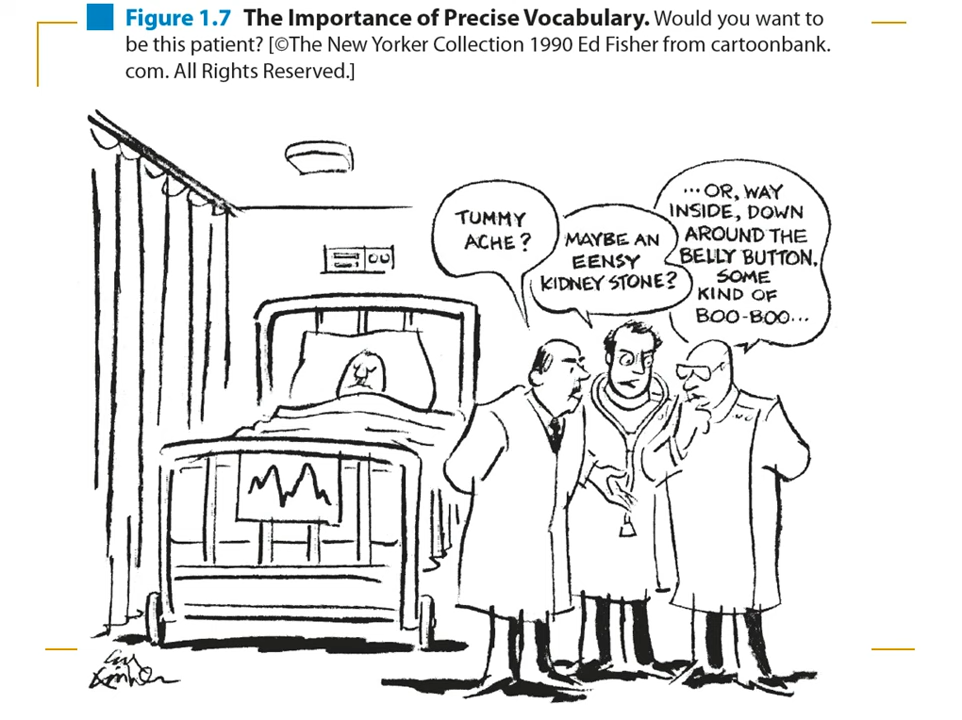 Figure 1.7 The Importance of Precise Vocabulary. Would you want to
be this patient? [©The New Yorker Collection 1990 Ed Fisher from cartoonbank.
com. All Rights Reserved.]
TUMMY
ACHE?
MAYBE AN
EENSY
KIDNEY STONE?
...OR, WAY
INSIDE, DOWN
AROUND THE
BELLY BUTTON,
SOME
KIND OF
BOO-BOO...